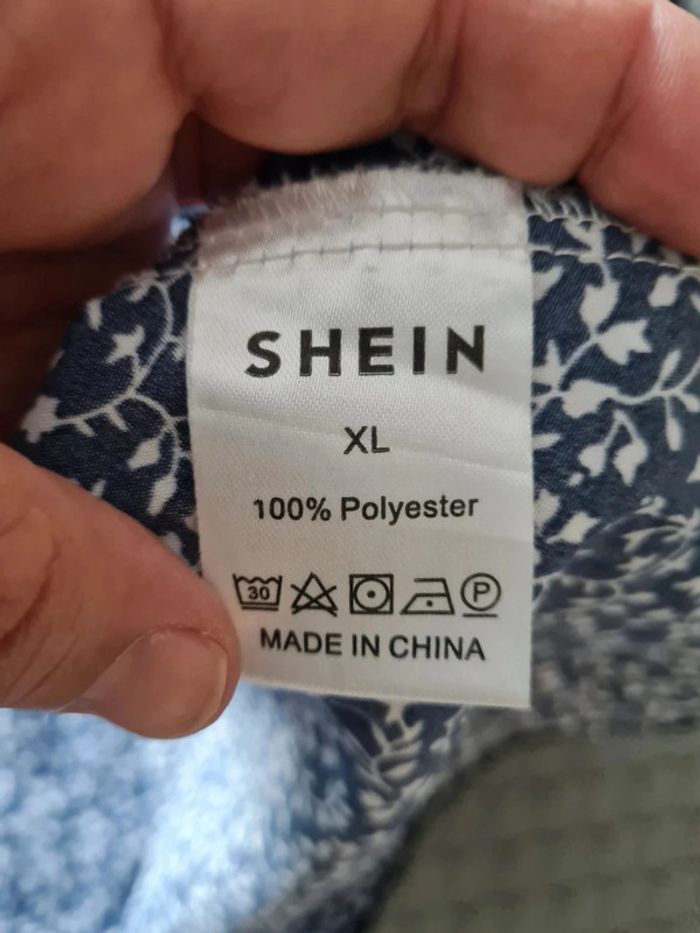 SHEIN
XL
100% Polyester
30 P
MADE IN CHINA